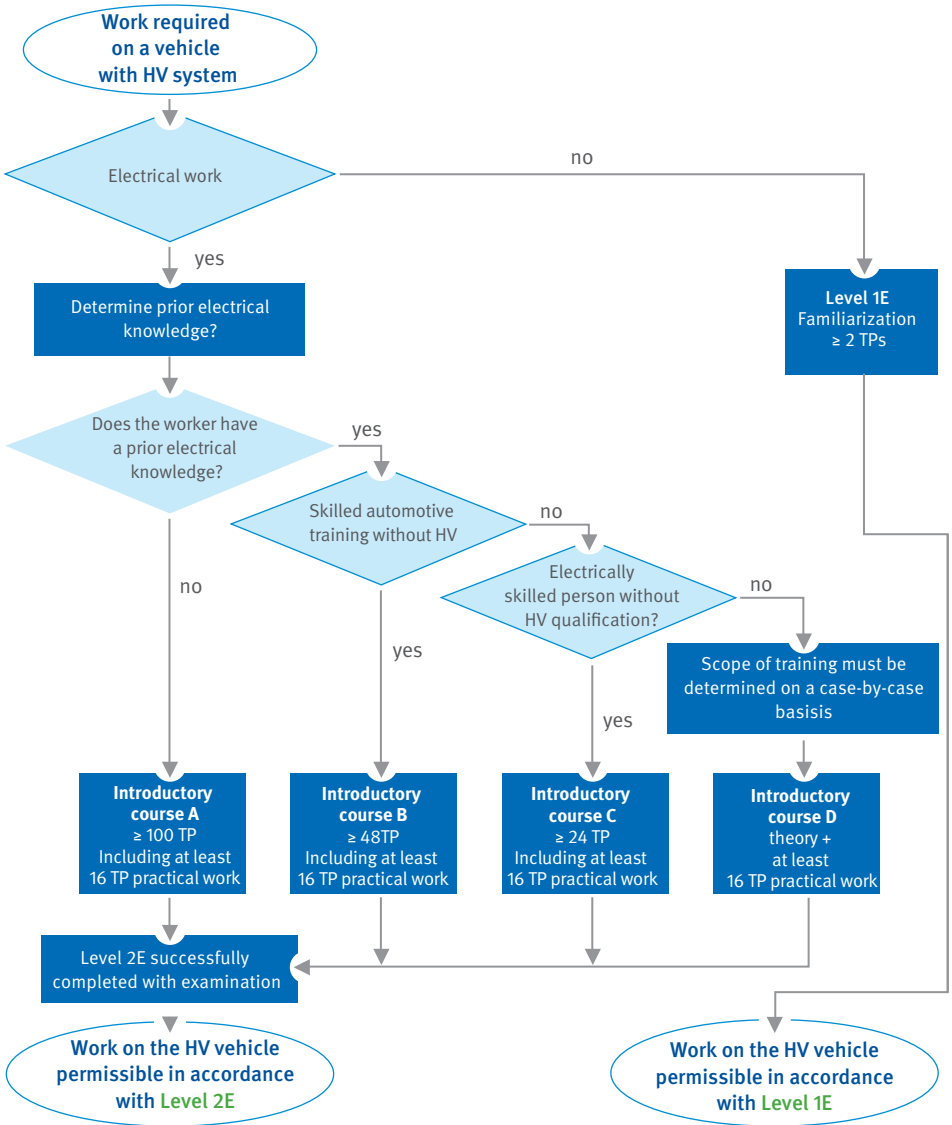 Work required
on a vehicle
with HV system
Electrical work
no
yes
Determine prior electrical
knowledge?
Level 1E
Familiarization
≥ 2 TPs
Does the worker have
a prior electrical
knowledge?
yes
Skilled automotive
training without HV
no
Electrically
skilled person without
HV qualification?
no
no
yes
Scope of training must be
determined on a case-by-case
basisis
yes
Introductory
course A
≥ 100 TP
Including at least
16 TP practical work
Introductory
course B
≥ 48TP
Including at least
16 TP practical work
Introductory
course C
≥ 24 TP
Including at least
16 TP practical work
Introductory
course D
theory +
at least
16 TP practical work
Level 2E successfully
completed with examination
Work on the HV vehicle
permissible in accordance
with Level 2E
Work on the HV vehicle
permissible in accordance
with Level 1E